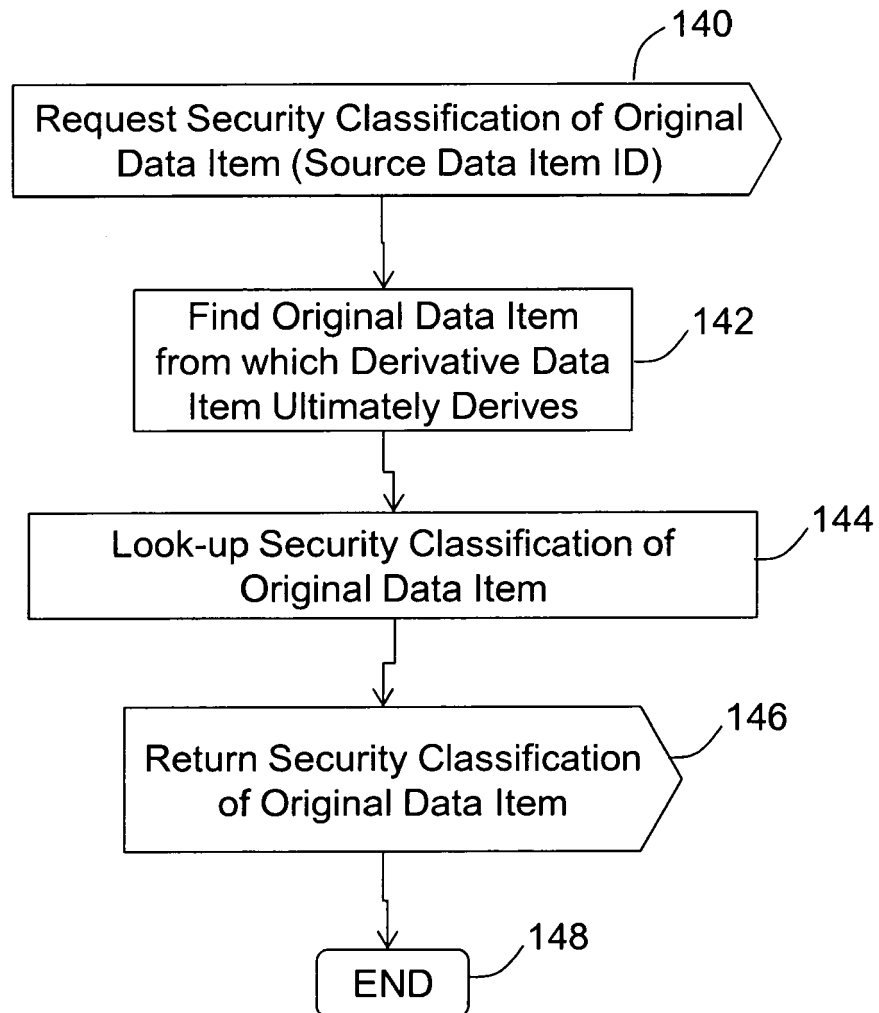 140
Request Security Classification of Original
Data Item (Source Data Item ID)
Find Original Data Item
from which Derivative Data
Item Ultimately Derives
142
Look-up Security Classification of
Original Data Item
144
Return Security Classification
of Original Data Item
146
END
148